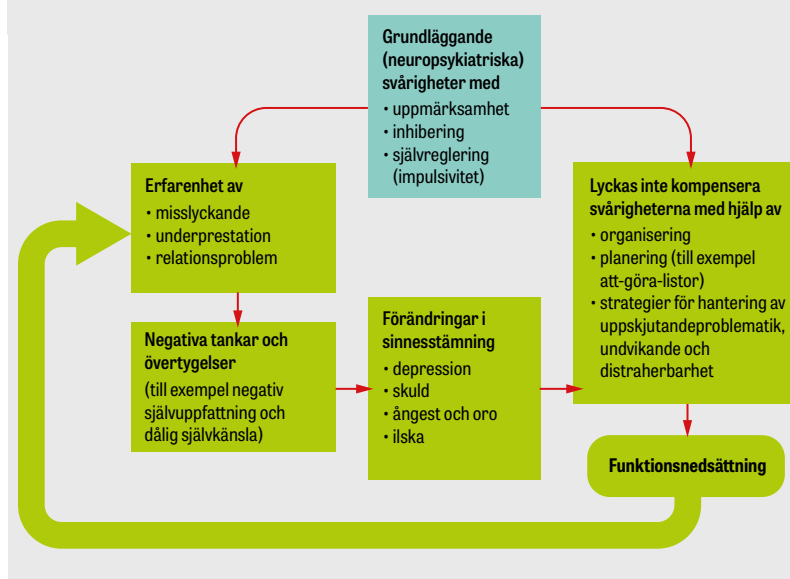 Grundläggande
(neuropsykiatriska)
svårigheter med
• uppmärksamhet
• inhibering
• självreglering
(impulsivitet)
Erfarenhet av
• misslyckande
• underprestation
• relationsproblem
Negativa tankar och
övertygelser
(till exempel negativ
självuppfattning och
dålig självkänsla)
Förändringar i
sinnesstämning
• depression
• skuld
• ångest och oro
• ilska
Lyckas inte kompensera
svårigheterna med hjälp av
• organisering
• planering (till exempel
att-göra-listor)
• strategier för hantering av
uppskjutandeproblematik,
undvikande och
distraherbarhet
Funktionsnedsättning